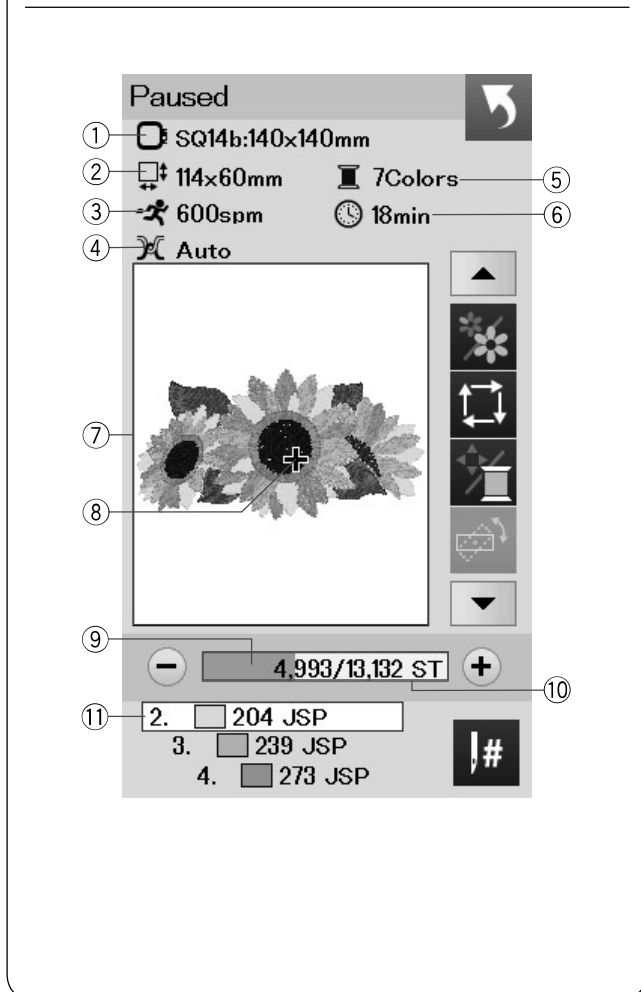 Paused
① SQ14b:140x140mm
② 114x60mm 7Colors ⑤
③ 600spm 18min ⑥
④ Auto
⑦
⑧
⑨
4,993/13,132 ST
⑩
⑪ 2. 204 JSP
3. 239 JSP
4. 273 JSP
#